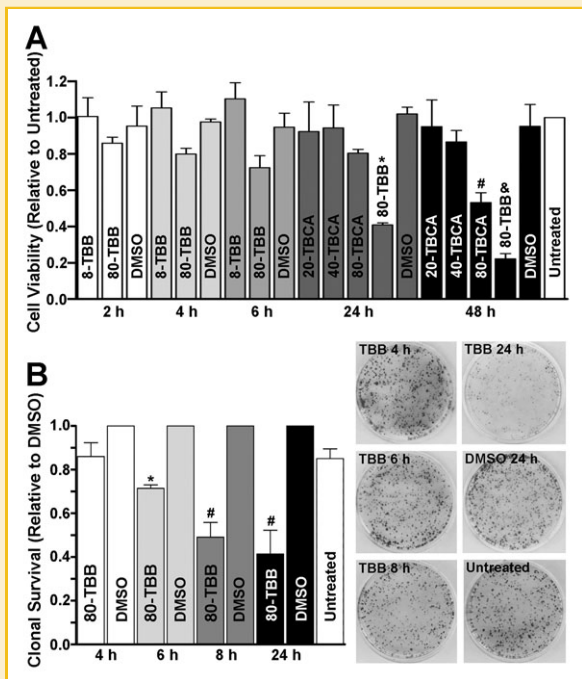 A
Cell Viability (Relative to Untreated)
1.2
1.0
0.8
0.6
0.4
0.2
0.0
8-TBB
80-TBB
DMSO
8-TBB
80-TBB
DMSO
8-TBB
80-TBB
DMSO
20-TBCA
40-TBCA
80-TBCA
80-TBB*
DMSO
20-TBCA
40-TBCA
80-TBCA
#
80-TBB&
DMSO
Untreated
2 h 4 h 6 h 24 h 48 h
B
Clonal Survival (Relative to DMSO)
1.0
0.8
0.6
0.4
0.2
0.0
80-TBB
DMSO
*
80-TBB
DMSO
#
80-TBB
DMSO
#
80-TBB
DMSO
Untreated
4 h 6 h 8 h 24 h
TBB 4 h TBB 24 h
TBB 6 h DMSO 24 h
TBB 8 h Untreated